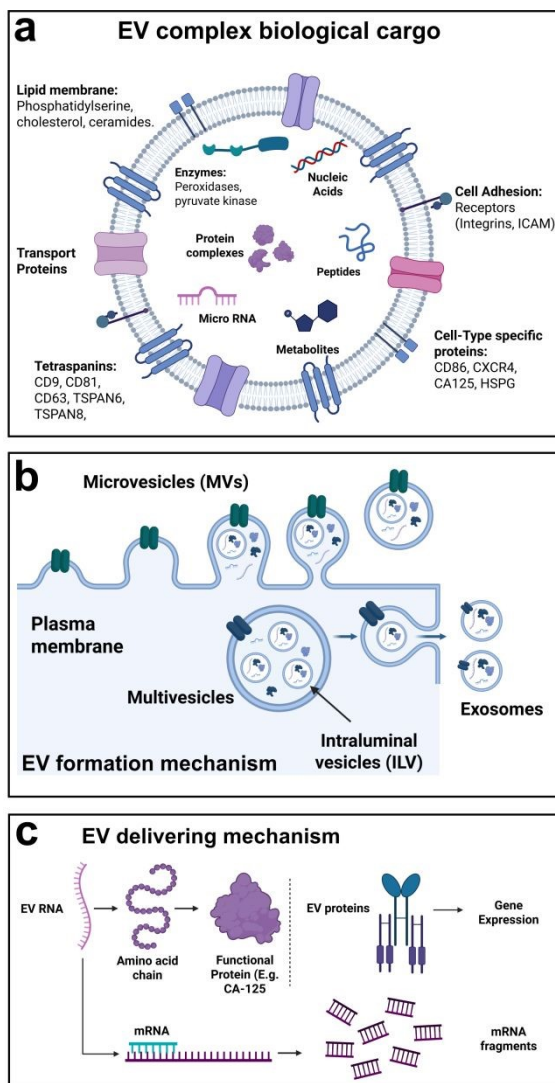 a
EV complex biological cargo
Lipid membrane:
Phosphatidylserine,
cholesterol, ceramides.
Enzymes:
Peroxidases,
pyruvate kinase
Nucleic
Acids
Cell Adhesion:
Receptors
(Integrins, ICAM)
Transport
Proteins
Protein
complexes
Peptides
Micro RNA
Metabolites
Tetraspanins:
CD9, CD81,
CD63, TSPAN6,
TSPAN8,
Cell-Type specific
proteins:
CD86, CXCR4,
CA125, HSPG
b
Microvesicles (MVs)
Plasma
membrane
Multivesicles
Exosomes
Intraluminal
vesicles (ILV)
EV formation mechanism
c
EV delivering mechanism
EV RNA
Amino acid
chain
Functional
Protein (E.g.
CA-125
EV proteins
Gene
Expression
mRNA
mRNA
fragments